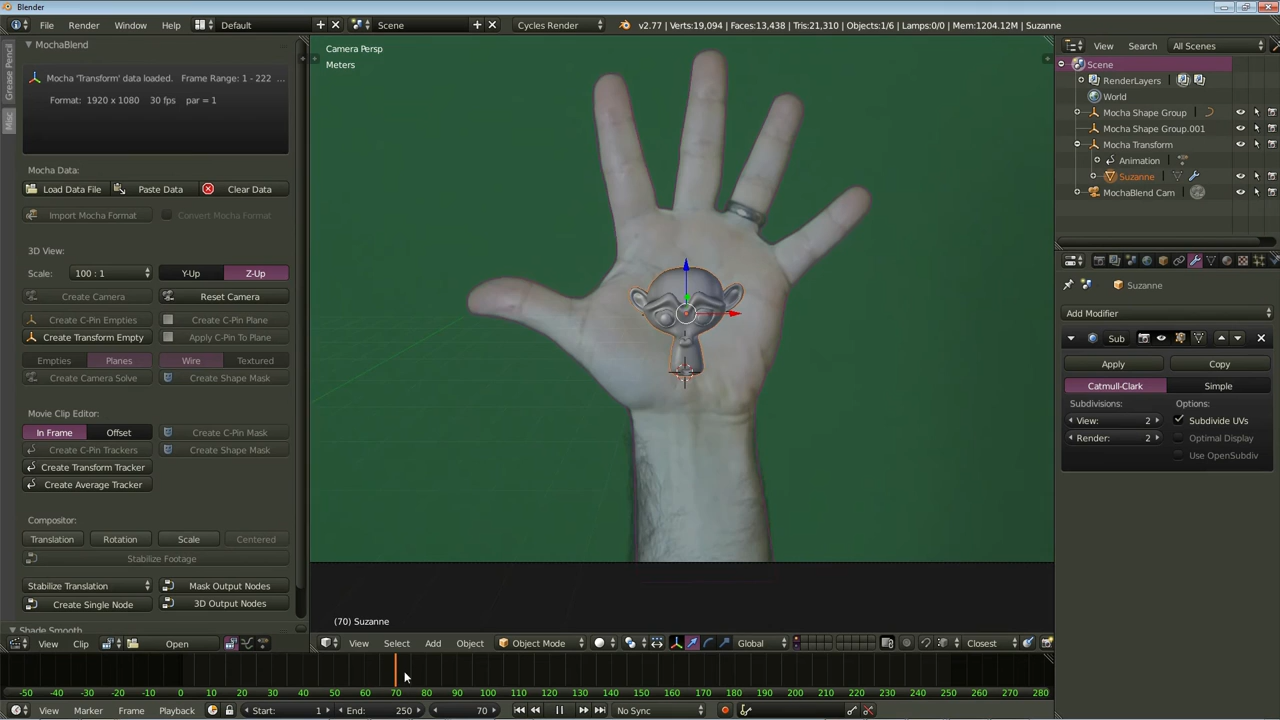 Blender
File Render Window Help Default Scene Cycles Render v2.77 | Verts:19,094 | Faces:13,438 | Tris:21,310 | Objects:1/6 | Lamps:0/0 | Mem:1204.12M | Suzanne
Grease Pencil
Misc
MochaBlend
Mocha 'Transform' data loaded. Frame Range: 1 - 222 ...
Format: 1920 x 1080 30 fps par = 1
Mocha Data:
Load Data File Paste Data Clear Data
Import Mocha Format Convert Mocha Format
3D View:
Scale: 100 : 1 Y-Up Z-Up
Create Camera Reset Camera
Create C-Pin Empties Create C-Pin Plane
Create Transform Empty Apply C-Pin To Plane
Empties Planes Wire Textured
Create Camera Solve Create Shape Mask
Movie Clip Editor:
In Frame Offset Create C-Pin Mask
Create C-Pin Trackers Create Shape Mask
Create Transform Tracker
Create Average Tracker
Compositor:
Translation Rotation Scale Centered
Stabilize Footage
Stabilize Translation Mask Output Nodes
Create Single Node 3D Output Nodes
Shade Smooth
View Clip Open
Camera Persp
Meters
(70) Suzanne
View Select Add Object Object Mode Global Closest
View Search All Scenes
Scene
RenderLayers
World
Mocha Shape Group
Mocha Shape Group.001
Mocha Transform
Animation
Suzanne
MochaBlend Cam
Suzanne
Add Modifier
Sub
Apply Copy
Catmull-Clark Simple
Subdivisions: Options:
View: 2 Subdivide UVs
Render: 2 Optimal Display
Use OpenSubdiv
-50 -40 -30 -20 -10 0 10 20 30 40 50 60 70 80 90 100 110 120 130 140 150 160 170 180 190 200 210 220 230 240 250 260 270 280
View Marker Frame Playback Start: 1 End: 250 70 No Sync